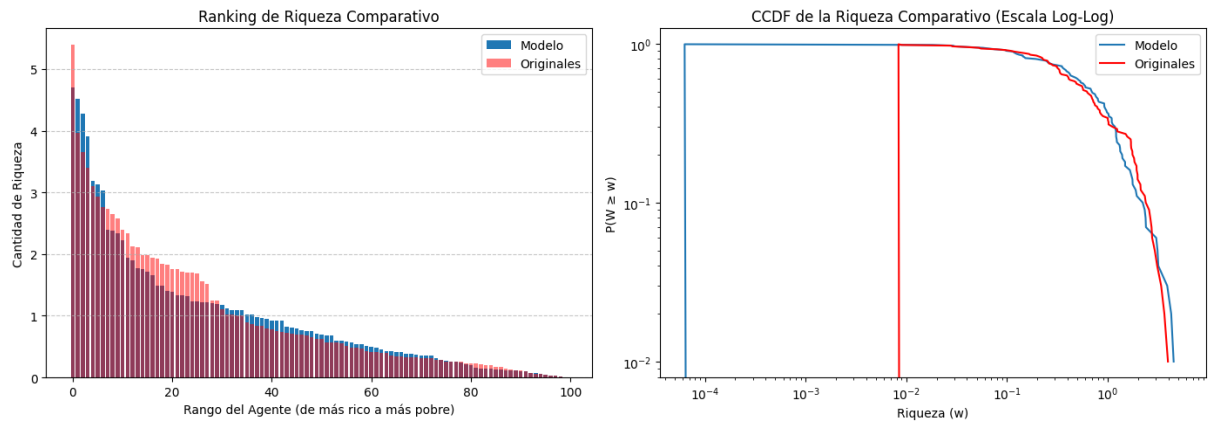 Ranking de Riqueza Comparativo
Cantidad de Riqueza
5
4
3
2
1
0
0
20
40
60
80
100
Rango del Agente (de más rico a más pobre)
Modelo
Originales
CCDF de la Riqueza Comparativo (Escala Log-Log)
P(W ≥ w)
10⁰
10⁻¹
10⁻²
10⁻⁴
10⁻³
10⁻²
10⁻¹
10⁰
Riqueza (w)
Modelo
Originales